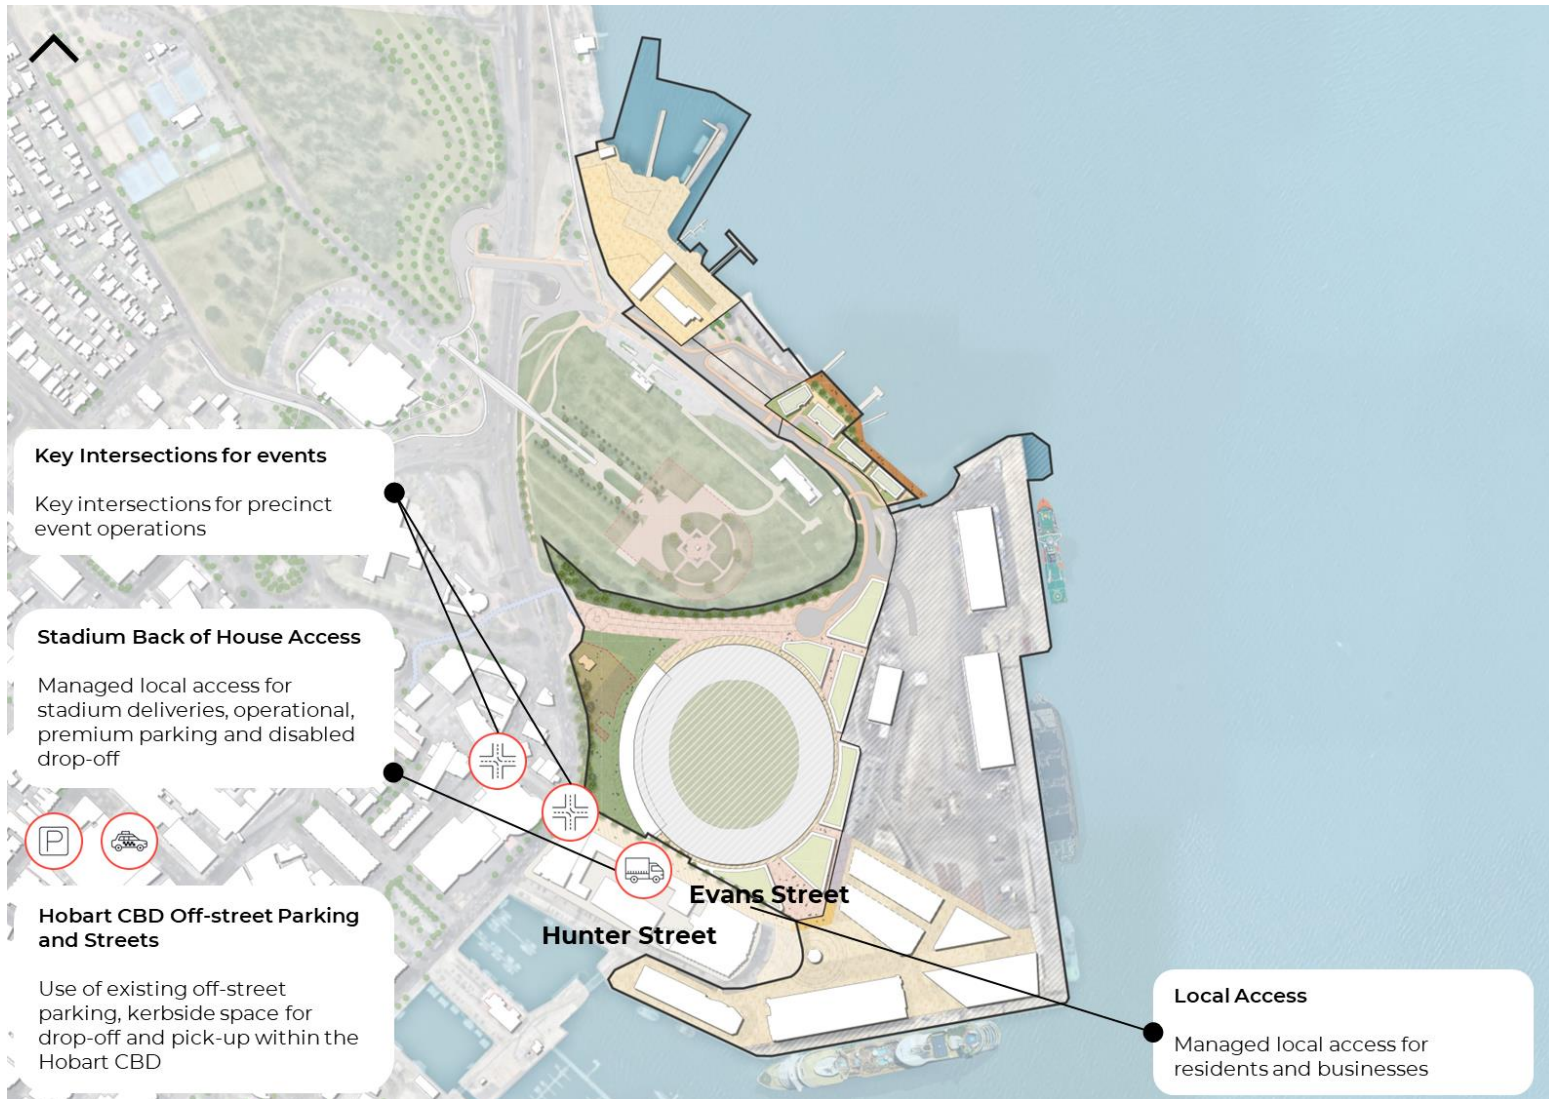 Key Intersections for events
Key intersections for precinct
event operations
Stadium Back of House Access
Managed local access for
stadium deliveries, operational,
premium parking and disabled
drop-off
P
Hobart CBD Off-street Parking
and Streets
Use of existing off-street
parking, kerbside space for
drop-off and pick-up within the
Hobart CBD
Evans Street
Hunter Street
Local Access
Managed local access for
residents and businesses